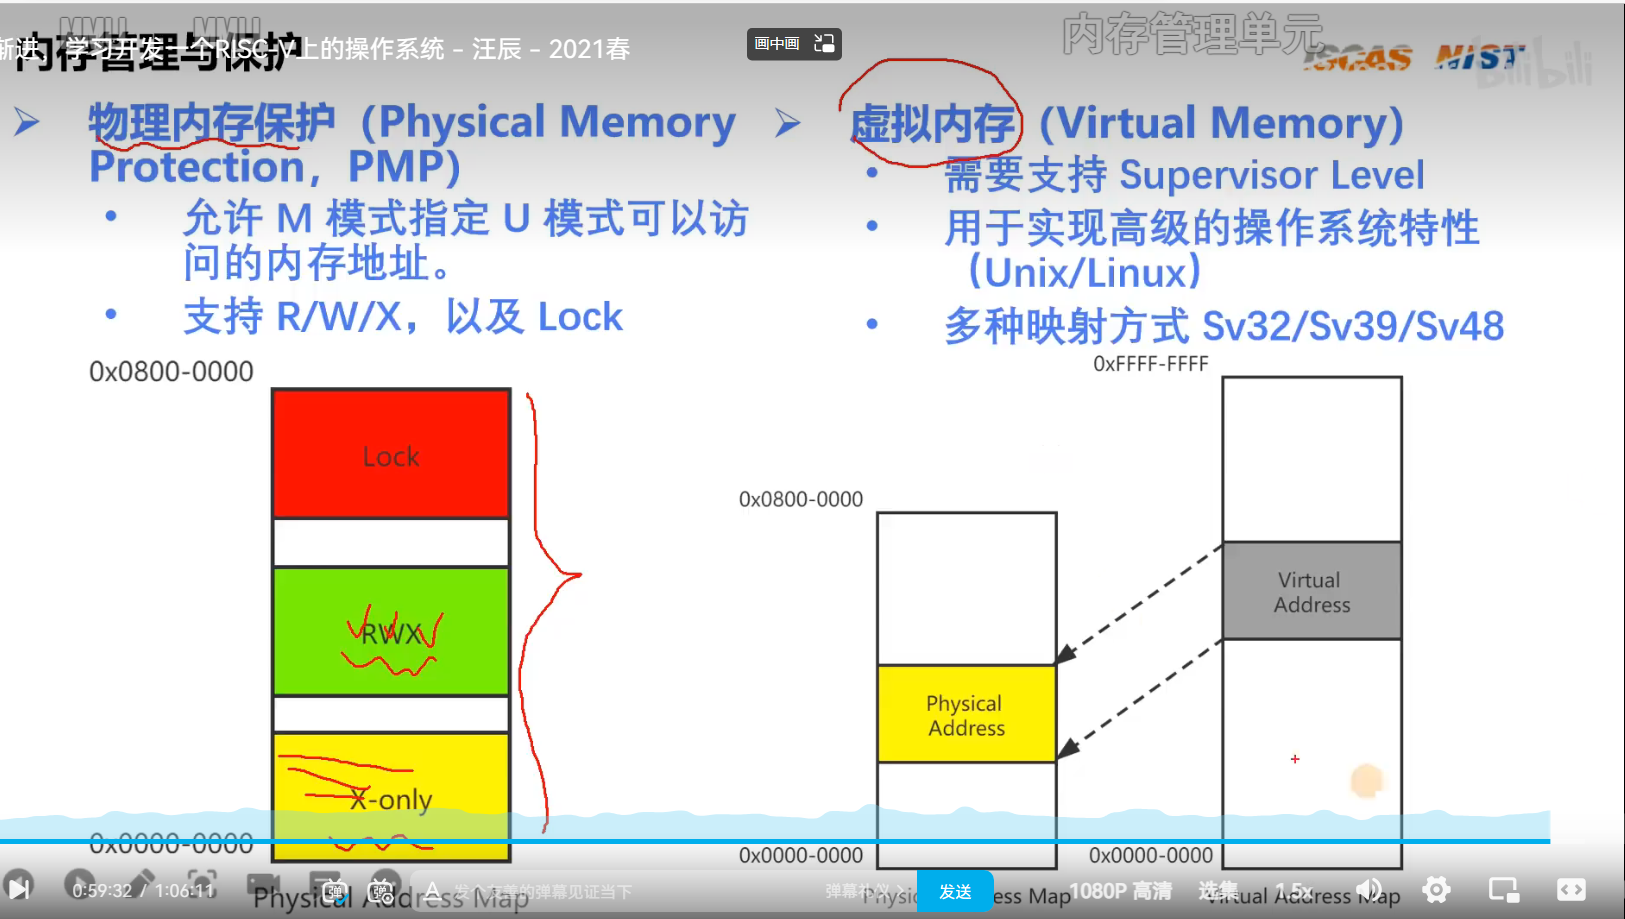 MMU MMU
内存管理单元
内存管理与保护
渐进、学习开发一个RISC-V上的操作系统 - 汪辰 - 2021春
画中画
ISCAS NIST
bilibili
物理内存保护（Physical Memory
Protection，PMP）
允许 M 模式指定 U 模式可以访
问的内存地址。
支持 R/W/X，以及 Lock
0x0800-0000
Lock
RWX
X-only
0x0000-0000
Physical Address Map
虚拟内存（Virtual Memory）
需要支持 Supervisor Level
用于实现高级的操作系统特性
（Unix/Linux）
多种映射方式 Sv32/Sv39/Sv48
0xFFFF-FFFF
0x0800-0000
Virtual
Address
Physical
Address
0x0000-0000
0x0000-0000
Physical Address Map
Virtual Address Map
0:59:32 / 1:06:11
弹
弹
发个友善的弹幕见证当下
弹幕礼仪
发送
1080P 高清
选集
1.5x